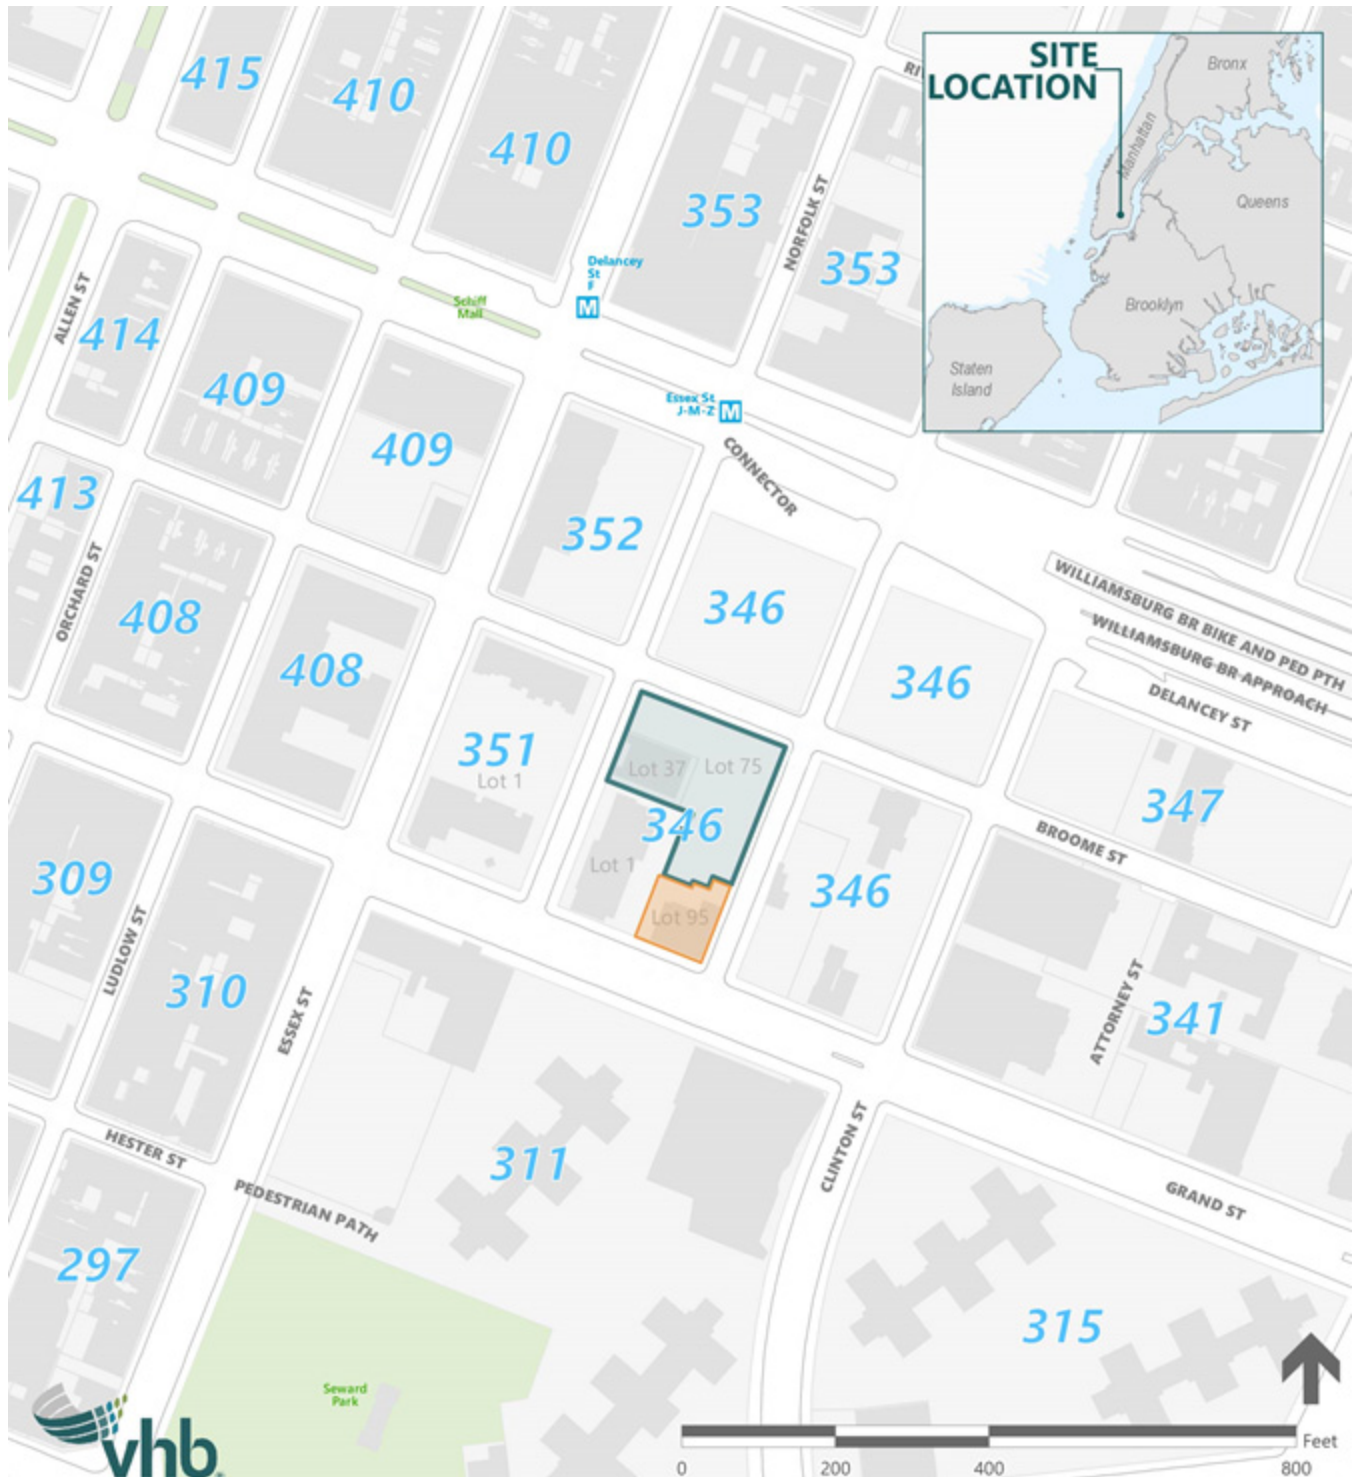 SITE
LOCATION
Bronx
Manhattan
Queens
Brooklyn
Staten
Island
415
410
410
353
NORFOLK ST
353
Delancey
St
F
M
Schiff
Mall
ALLEN ST
414
409
409
Essex St
J-M-Z
M
CONNECTOR
413
352
ORCHARD ST
408
408
346
346
WILLIAMSBURG BR BIKE AND PED PTH
WILLIAMSBURG BR APPROACH
DELANCEY ST
351
Lot 1
Lot 37
Lot 75
346
Lot 1
Lot 95
346
347
BROOME ST
309
LUDLOW ST
310
ESSEX ST
ATTORNEY ST
341
HESTER ST
PEDESTRIAN PATH
311
CLINTON ST
GRAND ST
297
315
Seward
Park
vhb
Feet
0 200 400 800